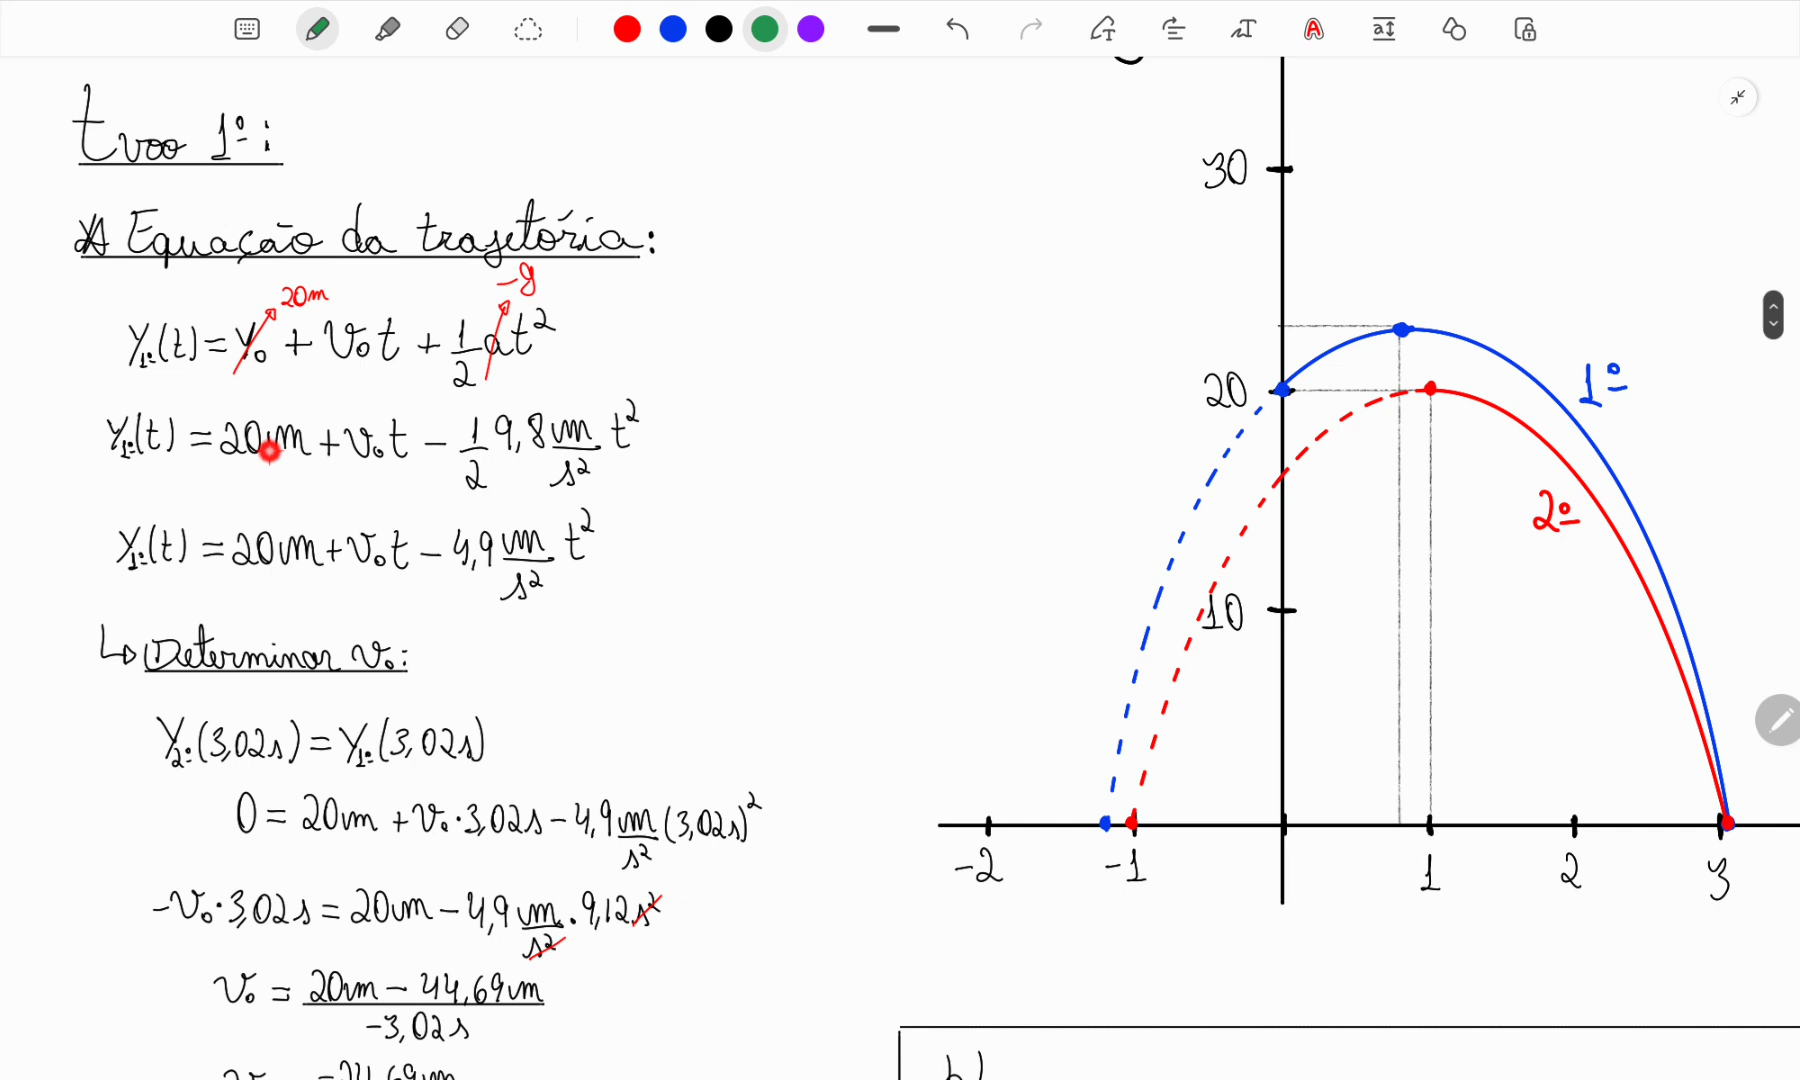 t voo 1º:
* Equação da trajetória:
20m
-g
Y1º(t) = Y₀ + V₀t + 1/2 at²
Y1º(t) = 20m + V₀t - 1/2 9,8 m/s² t²
Y1º(t) = 20m + V₀t - 4,9 m/s² t²
↳ Determinar V₀:
Y2º(3,02s) = Y1º(3,02s)
0 = 20m + V₀·3,02s - 4,9 m/s² (3,02s)²
-V₀·3,02s = 20m - 4,9 m/s² · 9,12s²
V₀ = 20m - 44,69m / -3,02s
30
20
10
1º
2º
-2 -1 1 2 3
b)